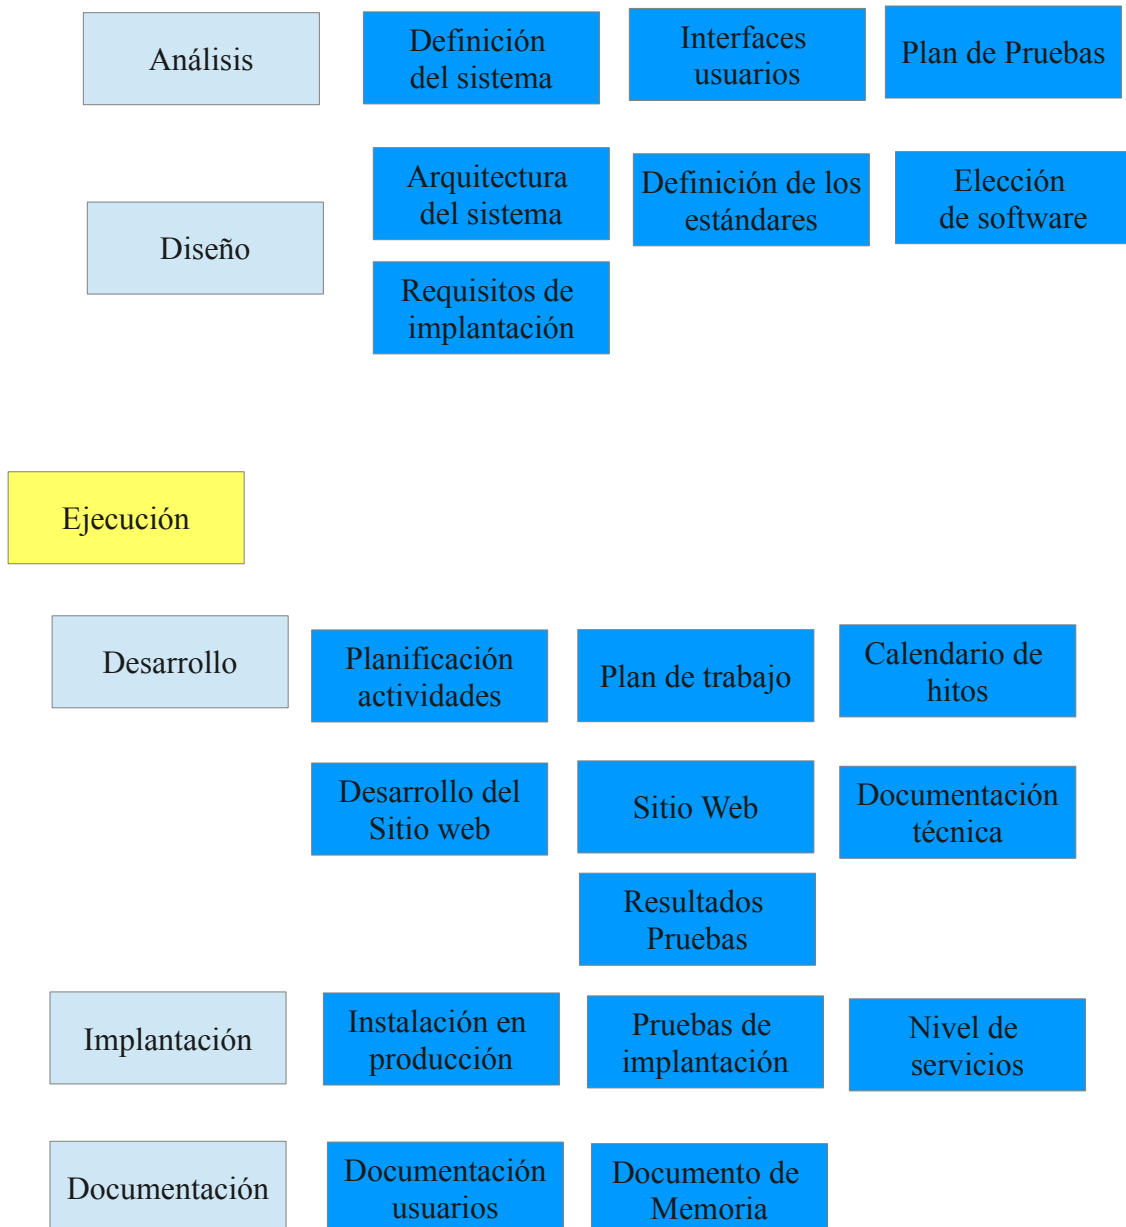 Análisis
Definición
del sistema
Interfaces
usuarios
Plan de Pruebas
Diseño
Arquitectura
del sistema
Definición de los
estándares
Elección
de software
Requisitos de
implantación
Ejecución
Desarrollo
Planificación
actividades
Plan de trabajo
Calendario de
hitos
Desarrollo del
Sitio web
Sitio Web
Documentación
técnica
Resultados
Pruebas
Implantación
Instalación en
producción
Pruebas de
implantación
Nivel de
servicios
Documentación
Documentación
usuarios
Documento de
Memoria